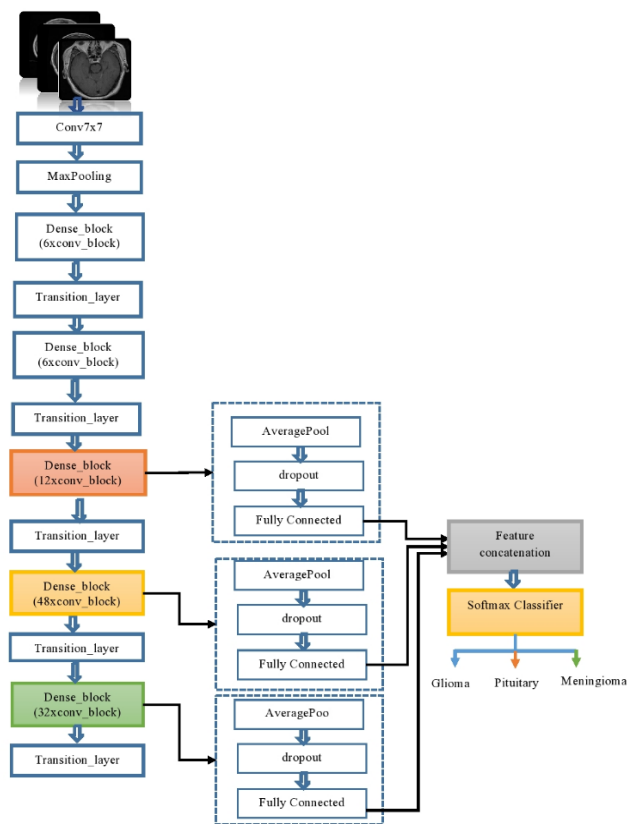 Conv7x7
MaxPooling
Dense_block
(6xconv_block)
Transition_layer
Dense_block
(6xconv_block)
Transition_layer
Dense_block
(12xconv_block)
Transition_layer
Dense_block
(48xconv_block)
Transition_layer
Dense_block
(32xconv_block)
Transition_layer
AveragePool
dropout
Fully Connected
AveragePool
dropout
Fully Connected
AveragePoo
dropout
Fully Connected
Feature
concatenation
Softmax Classifier
Glioma
Pituitary
Meningioma